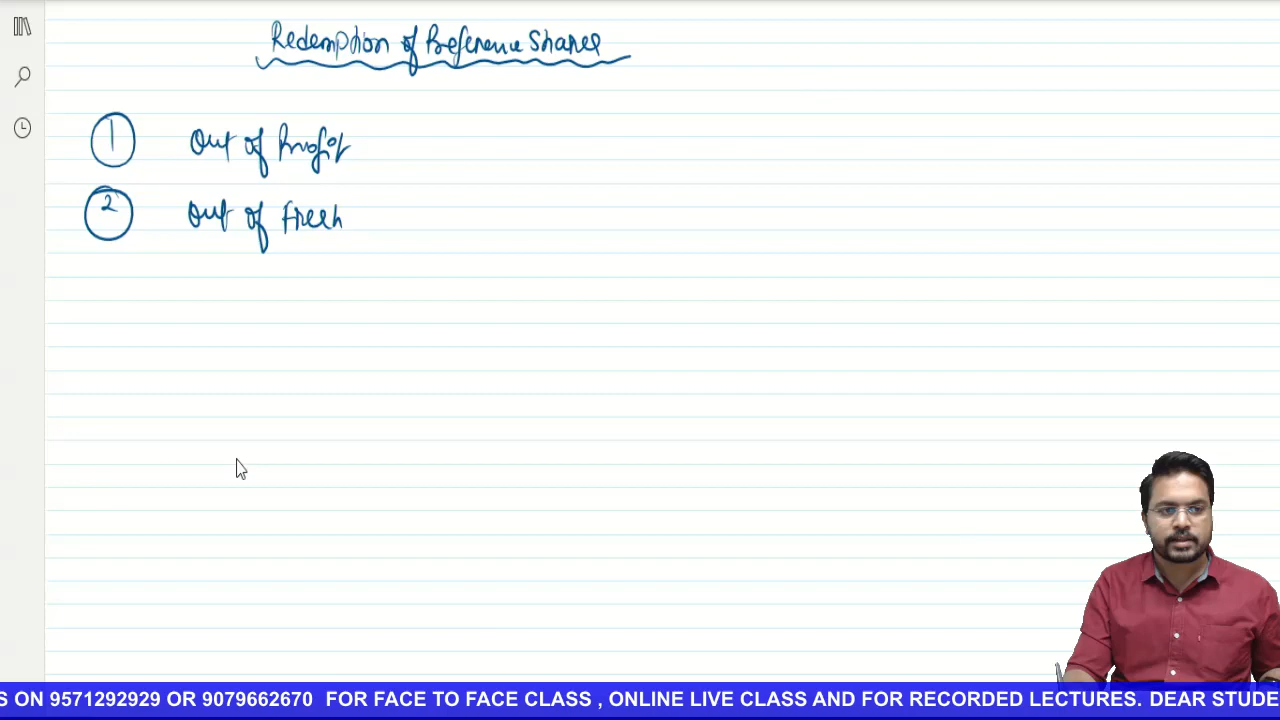 Redemption of Preference Shares
1 Out of Profit
2 Out of Fresh
S ON 9571292929 OR 9079662670 FOR FACE TO FACE CLASS , ONLINE LIVE CLASS AND FOR RECORDED LECTURES. DEAR STUDE